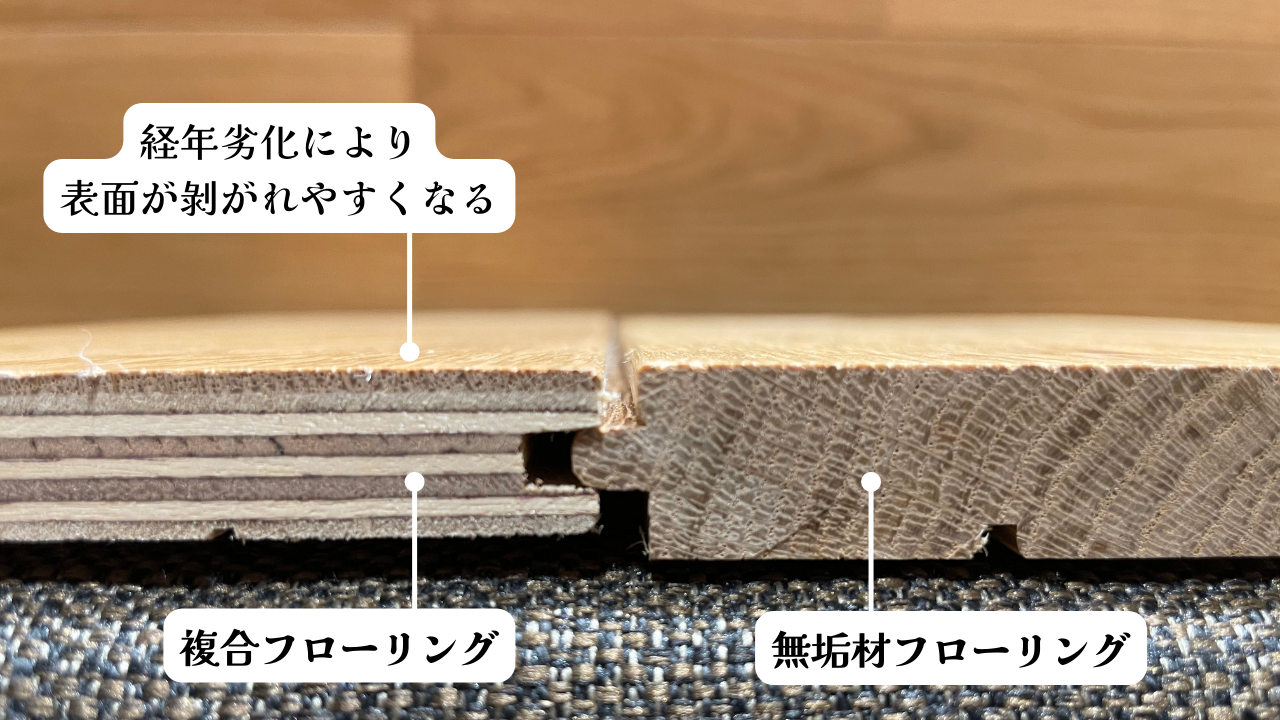 経年劣化により
表面が剝がれやすくなる
複合フローリング
無垢材フローリング